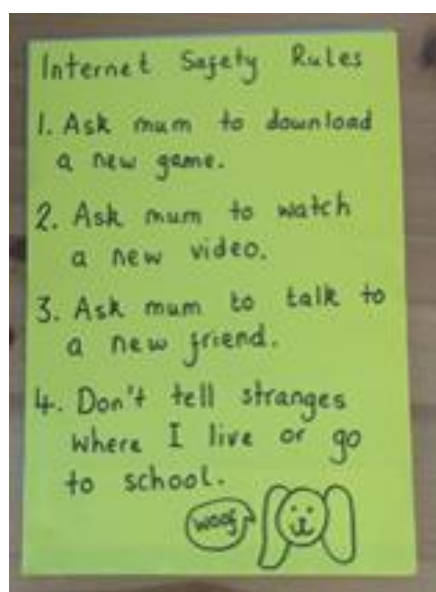 Internet Safety Rules
1. Ask mum to download
a new game.
2. Ask mum to watch
a new video.
3. Ask mum to talk to
a new friend.
4. Don't tell stranges
where I live or go
to school.
woof